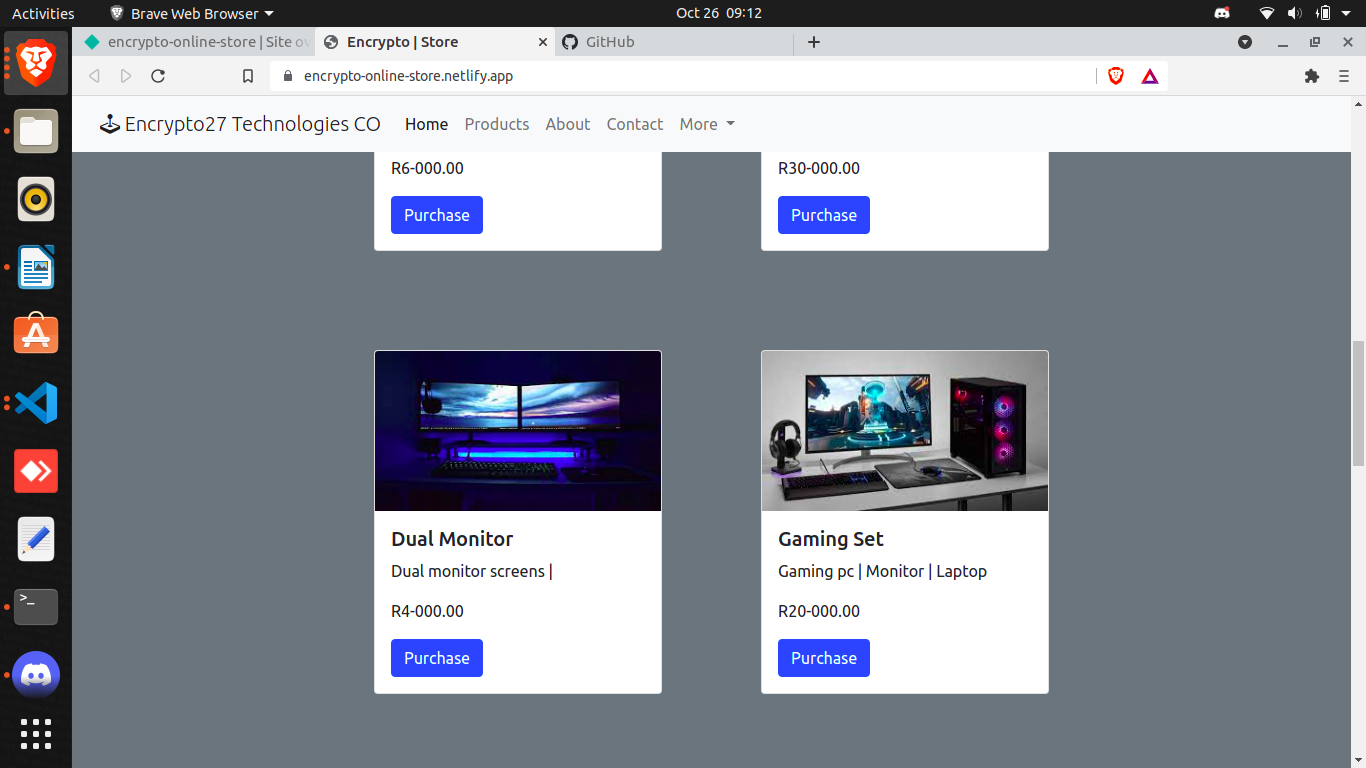 Activities
Brave Web Browser
Oct 26 09:12
encrypto-online-store | Site ov
Encrypto | Store
GitHub
encrypto-online-store.netlify.app
Encrypto27 Technologies CO
Home
Products
About
Contact
More
R6-000.00
R30-000.00
Purchase
Purchase
Dual Monitor
Dual monitor screens |
R4-000.00
Purchase
Gaming Set
Gaming pc | Monitor | Laptop
R20-000.00
Purchase